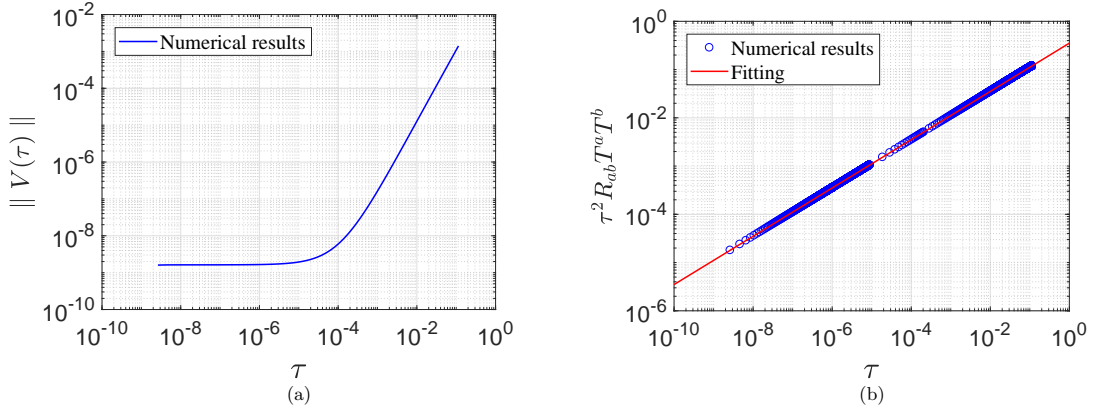 10^-2
10^-4
10^-6
10^-8
10^-10
‖ V(τ) ‖
Numerical results
10^-10 10^-8 10^-6 10^-4 10^-2 10^0
τ
(a)
10^0
10^-2
10^-4
10^-6
τ^2 R_ab T^a T^b
Numerical results
Fitting
10^-10 10^-8 10^-6 10^-4 10^-2 10^0
τ
(b)